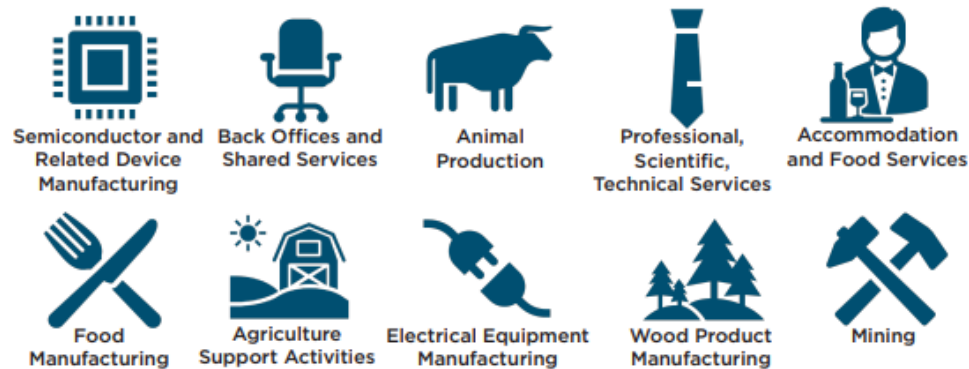 Semiconductor and
Related Device
Manufacturing
Back Offices and
Shared Services
Animal
Production
Professional,
Scientific,
Technical Services
Accommodation
and Food Services
Food
Manufacturing
Agriculture
Support Activities
Electrical Equipment
Manufacturing
Wood Product
Manufacturing
Mining